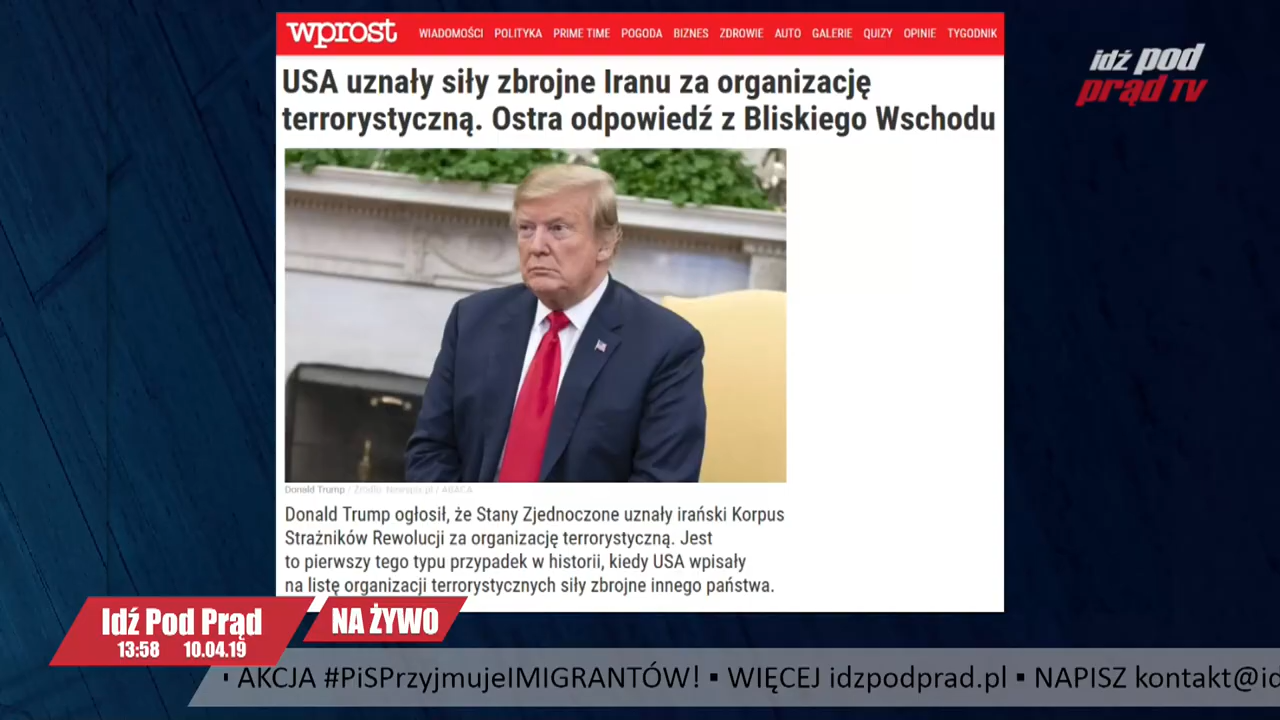 wprost
WIADOMOŚCI POLITYKA PRIME TIME POGODA BIZNES ZDROWIE AUTO GALERIE QUIZY OPINIE TYGODNIK
idź pod
prąd TV
USA uznały siły zbrojne Iranu za organizację
terrorystyczną. Ostra odpowiedź z Bliskiego Wschodu
Donald Trump / Źródło: Newspix.pl / ABACA
Donald Trump ogłosił, że Stany Zjednoczone uznały irański Korpus
Strażników Rewolucji za organizację terrorystyczną. Jest
to pierwszy tego typu przypadek w historii, kiedy USA wpisały
na listę organizacji terrorystycznych siły zbrojne innego państwa.
Idź Pod Prąd NA ŻYWO
13:58 10.04.19
▪ AKCJA #PiSPrzyjmujeIMIGRANTÓW! ▪ WIĘCEJ idzpodprad.pl ▪ NAPISZ kontakt@id